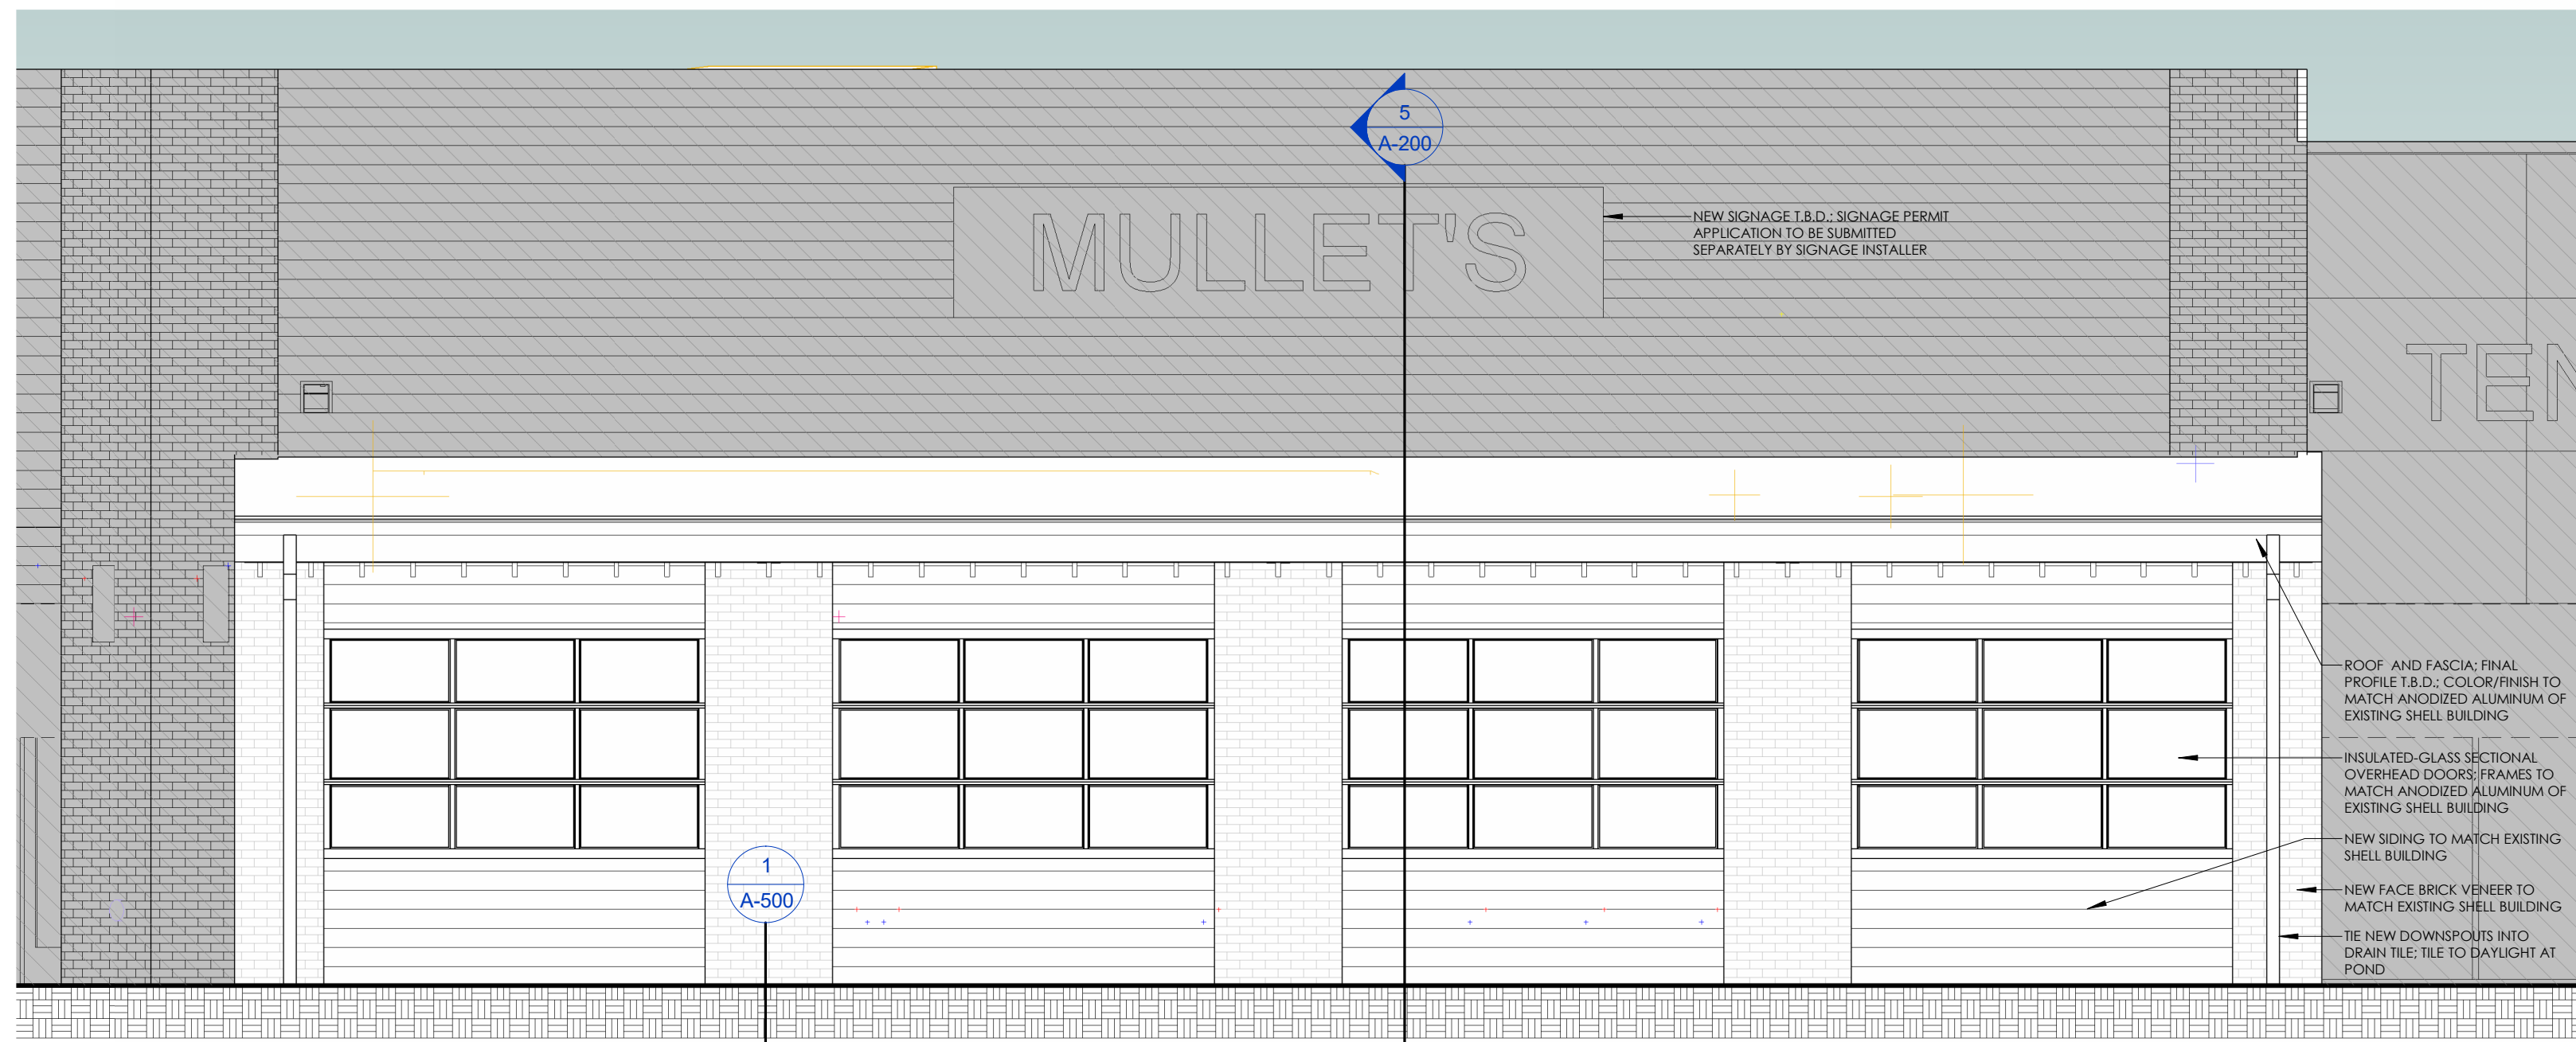 5
A-200
MULLET'S
NEW SIGNAGE T.B.D.; SIGNAGE PERMIT
APPLICATION TO BE SUBMITTED
SEPARATELY BY SIGNAGE INSTALLER
TEN
ROOF AND FASCIA; FINAL
PROFILE T.B.D.; COLOR/FINISH TO
MATCH ANODIZED ALUMINUM OF
EXISTING SHELL BUILDING
INSULATED-GLASS SECTIONAL
OVERHEAD DOORS; FRAMES TO
MATCH ANODIZED ALUMINUM OF
EXISTING SHELL BUILDING
NEW SIDING TO MATCH EXISTING
SHELL BUILDING
1
A-500
NEW FACE BRICK VENEER TO
MATCH EXISTING SHELL BUILDING
TIE NEW DOWNSPOUTS INTO
DRAIN TILE; TILE TO DAYLIGHT AT
POND